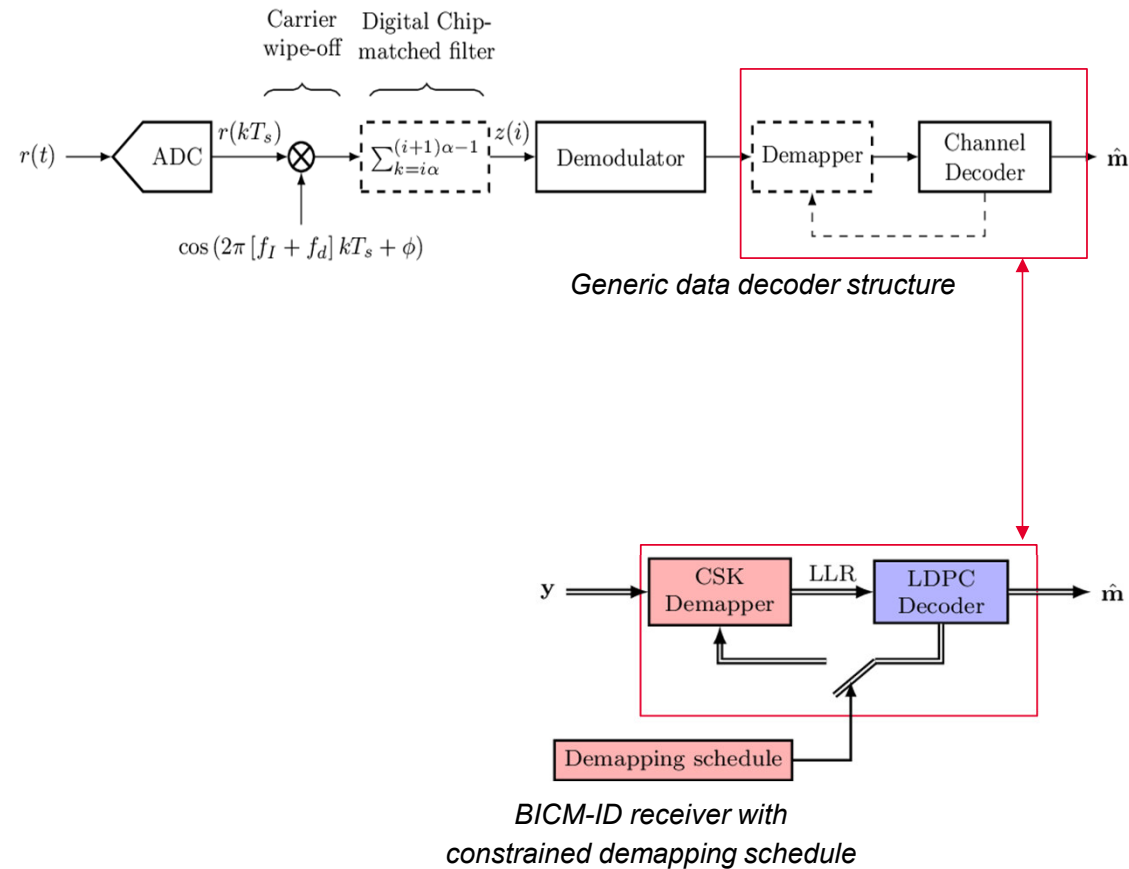 Carrier
wipe-off
Digital Chip-
matched filter
r(t)
ADC
r(kT_s)
∑_{k=iα}^{(i+1)α−1}
z(i)
Demodulator
Demapper
Channel
Decoder
m̂
cos (2π [f_I + f_d] kT_s + ϕ)
Generic data decoder structure
y
CSK
Demapper
LLR
LDPC
Decoder
m̂
Demapping schedule
BICM-ID receiver with
constrained demapping schedule